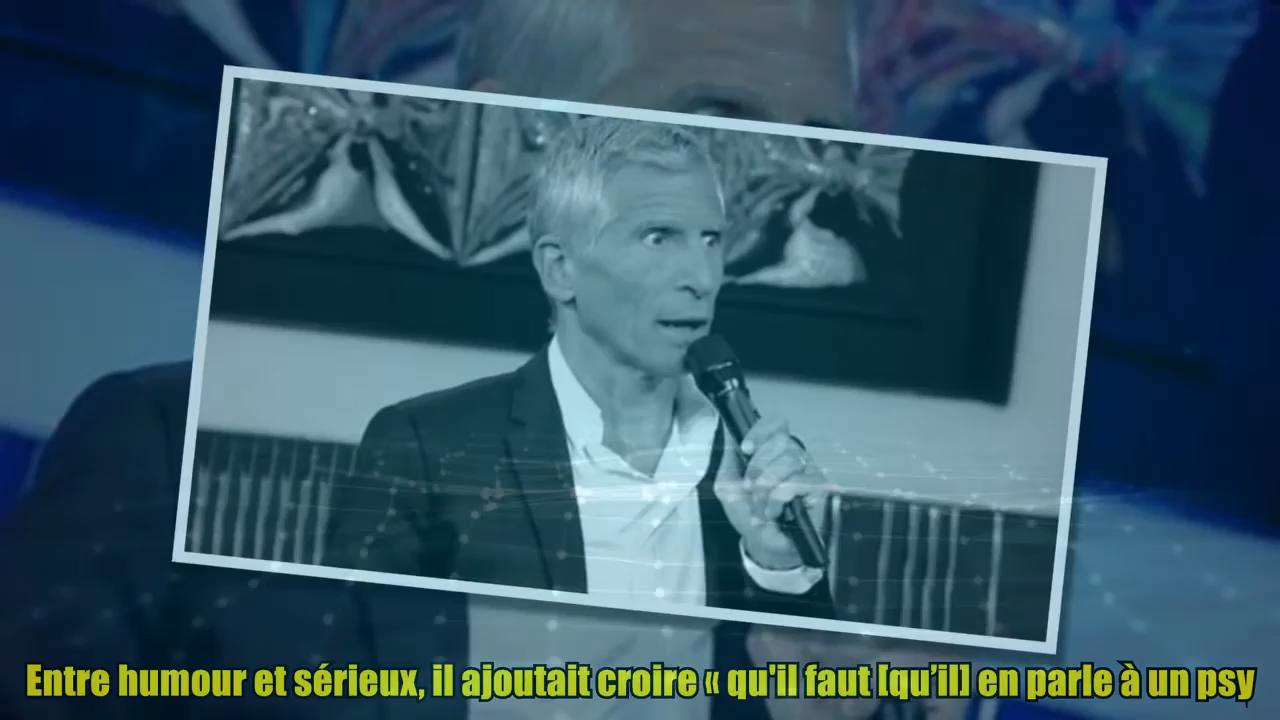 Entre humour et sérieux, il ajoutait croire « qu'il faut [qu’il] en parle à un psy